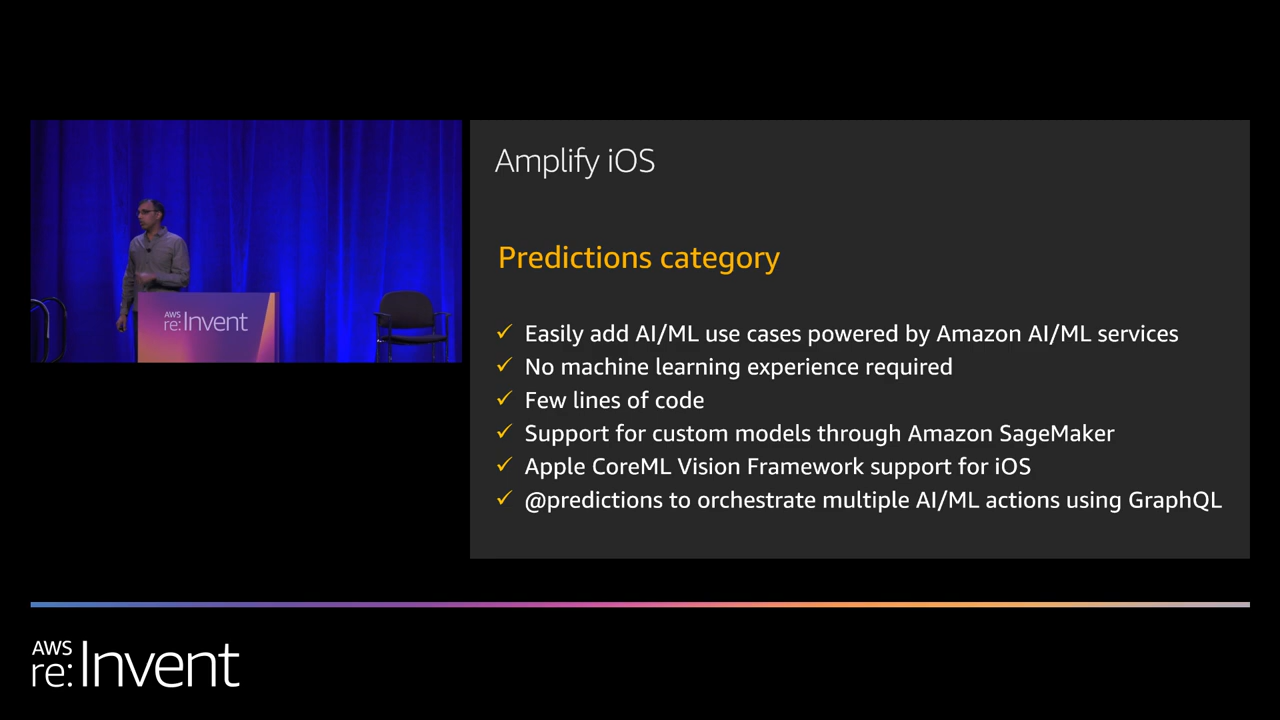 Amplify iOS
Predictions category
✓ Easily add AI/ML use cases powered by Amazon AI/ML services
✓ No machine learning experience required
✓ Few lines of code
✓ Support for custom models through Amazon SageMaker
✓ Apple CoreML Vision Framework support for iOS
✓ @predictions to orchestrate multiple AI/ML actions using GraphQL
AWS
re:Invent
AWS
re:Invent